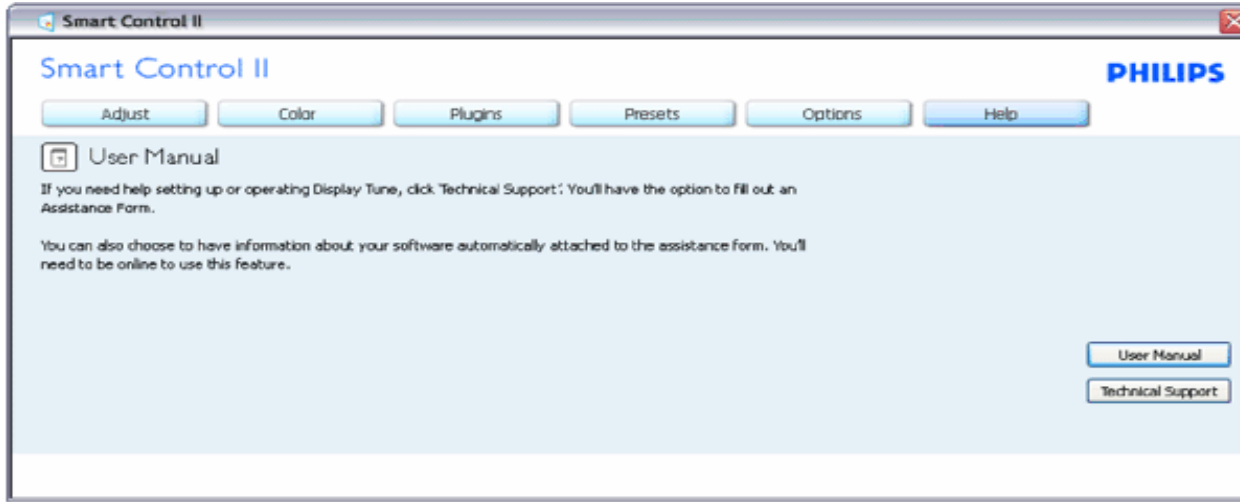 Smart Control II
Smart Control II
PHILIPS
Adjust
Color
Plugins
Presets
Options
Help
User Manual
If you need help setting up or operating Display Tune, click 'Technical Support'. You'll have the option to fill out an
Assistance Form.
You can also choose to have information about your software automatically attached to the assistance form. You'll
need to be online to use this feature.
User Manual
Technical Support